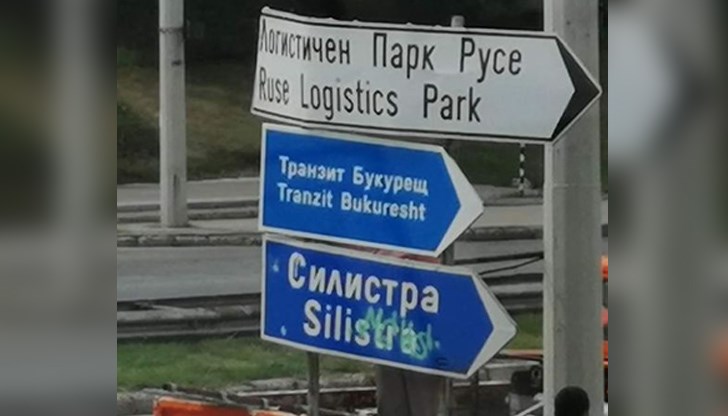 Логистичен Парк Русе
Ruse Logistics Park
Транзит Букурещ
Tranzit Bukuresht
Силистра
Silistra